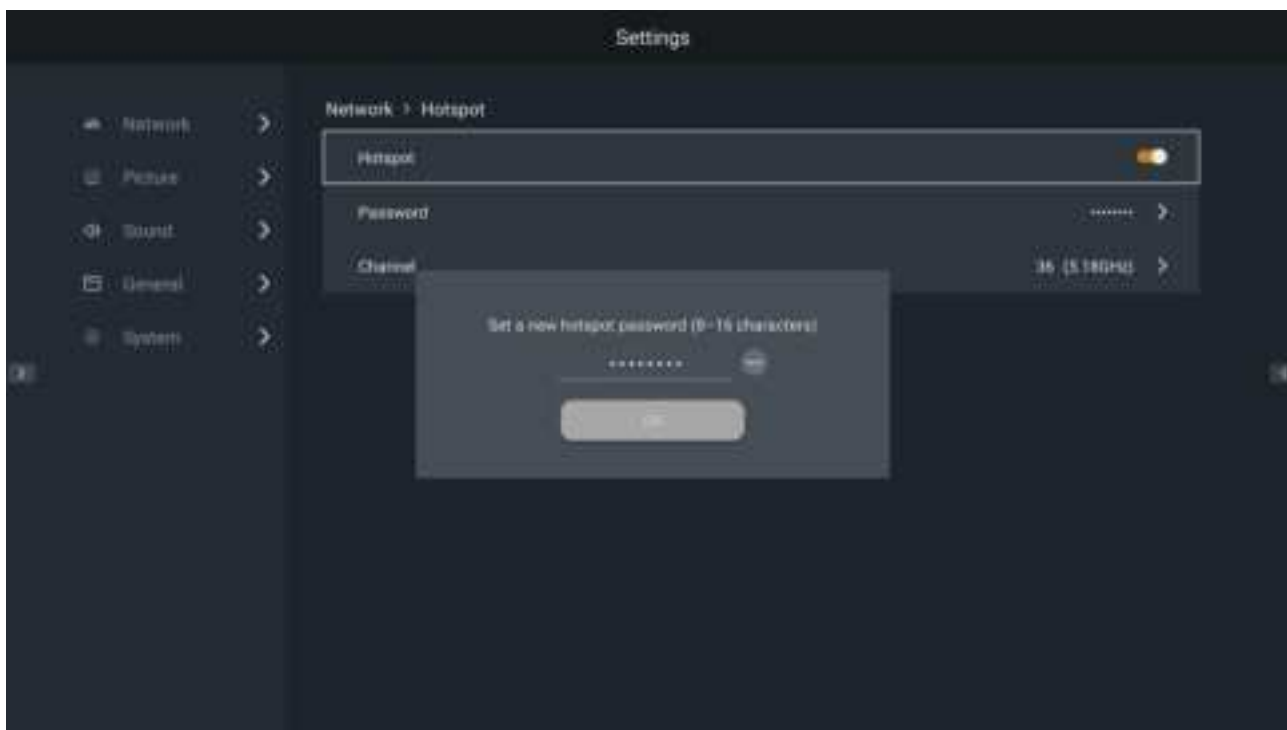 Settings
Network > Hotspot
Network
Hotspot
Picture
Password ••••••••
Sound
Channel 36 (5.18GHz)
General
Set a new hotspot password (8~16 characters)
System
••••••••